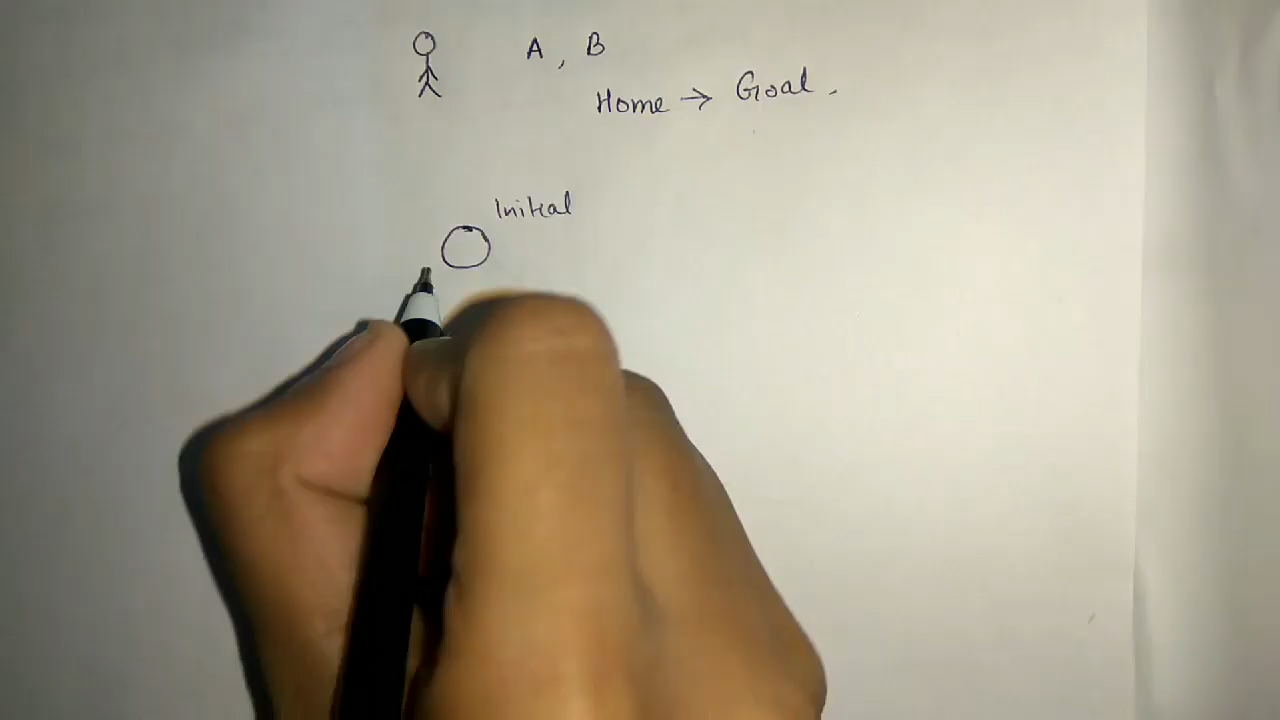 A , B
Home → Goal .
Initial